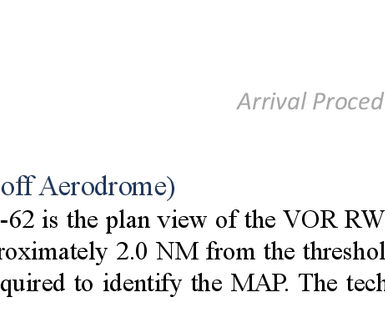 Arrival Proced
off Aerodrome)
-62 is the plan view of the VOR RW
roximately 2.0 NM from the threshol
quired to identify the MAP. The tech